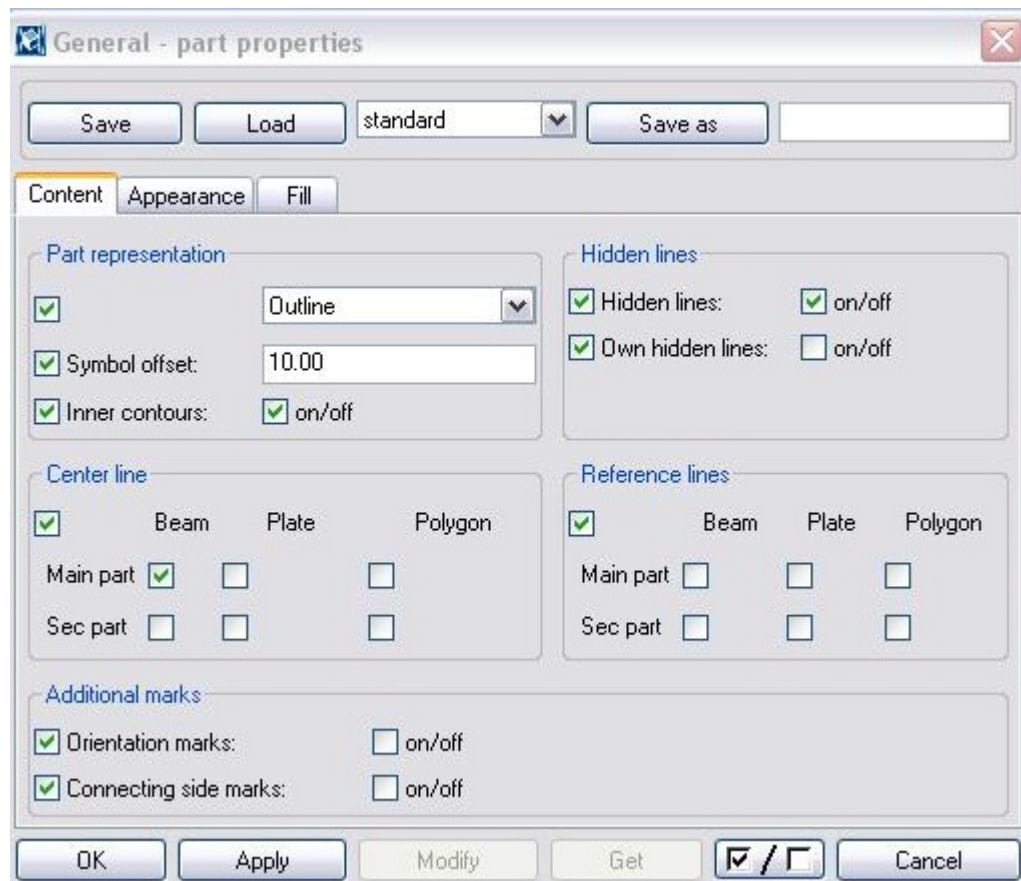 General - part properties
Save Load standard Save as
Content Appearance Fill
Part representation
Outline
Symbol offset: 10.00
Inner contours: on/off
Hidden lines
Hidden lines: on/off
Own hidden lines: on/off
Center line
Beam Plate Polygon
Main part
Sec part
Reference lines
Beam Plate Polygon
Main part
Sec part
Additional marks
Orientation marks: on/off
Connecting side marks: on/off
OK Apply Modify Get / Cancel